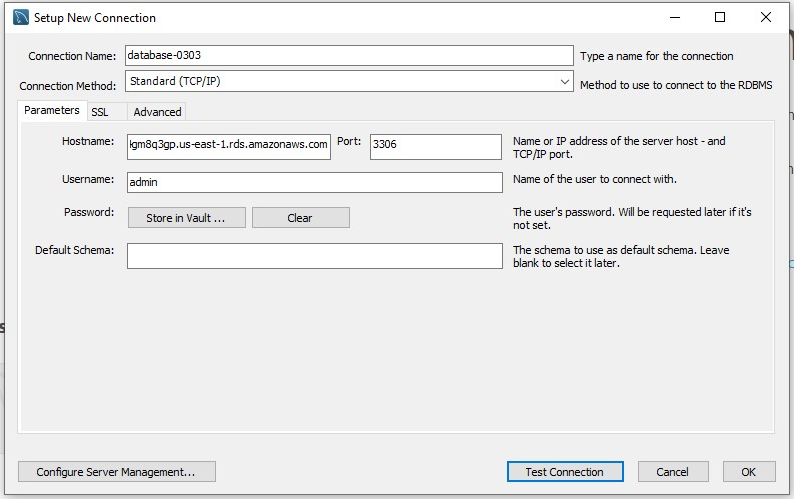 Setup New Connection
Connection Name: database-0303 Type a name for the connection
Connection Method: Standard (TCP/IP) Method to use to connect to the RDBMS
Parameters SSL Advanced
Hostname: gm8q3gp.us-east-1.rds.amazonaws.com Port: 3306 Name or IP address of the server host - and
TCP/IP port.
Username: admin Name of the user to connect with.
Password: Store in Vault ... Clear The user's password. Will be requested later if it's
not set.
Default Schema: The schema to use as default schema. Leave
blank to select it later.
Configure Server Management... Test Connection Cancel OK